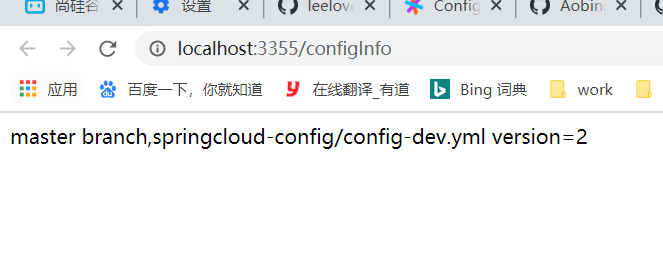 尚硅谷
设置
leelove
Config
Aobin
localhost:3355/configInfo
应用
百度一下，你就知道
在线翻译_有道
Bing 词典
work
master branch,springcloud-config/config-dev.yml version=2